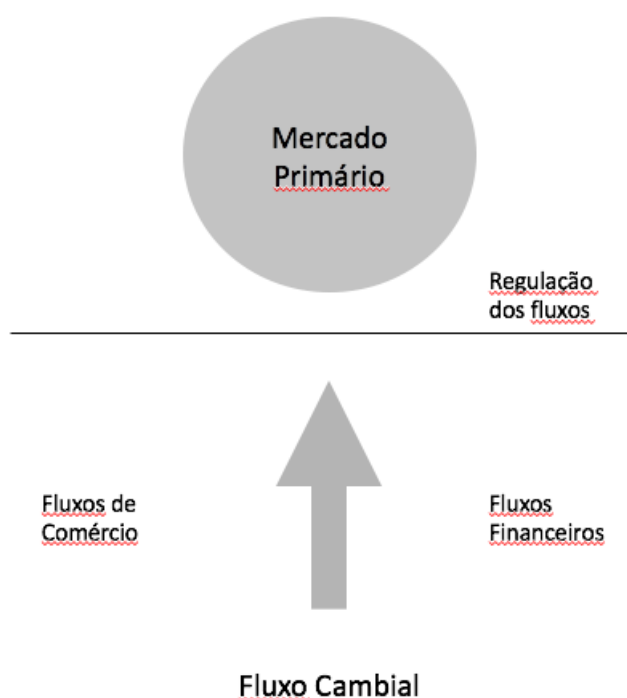 Mercado
Primário
Regulação
dos fluxos
Fluxos de
Comércio
Fluxos
Financeiros
Fluxo Cambial